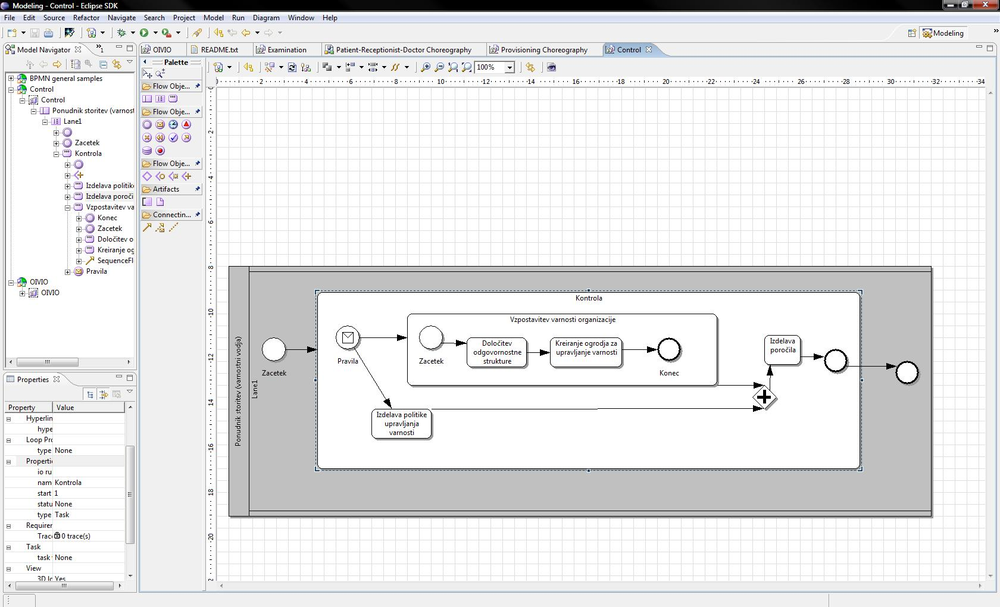 Modeling - Control - Eclipse SDK
File Edit Source Refactor Navigate Search Project Model Run Diagram Window Help
Modeling
Model Navigator
1
OIVIO
README.txt
Examination
Patient-Receptionist-Doctor Choreography
Provisioning Choreography
Control
100%
BPMN general samples
Control
Control
Ponudnik storitev (varnost
Lane1
Zacetek
Kontrola
Izdelava politik
Izdelava poroči
Vzpostavitev va
Konec
Zacetek
Določitev o
Kreiranje og
SequenceFl
Pravila
OIVIO
OIVIO
Palette
Flow Obje...
Flow Obje...
Flow Obje...
Artifacts
Connectin...
0 2 4 6 8 10 12 14 16 18 20 22 24 26 28 30 32 34
0
2
4
6
8
10
12
14
16
18
20
2
Ponudnik storitev (varnostni vodja)
Lane1
Zacetek
Kontrola
Pravila
Vzpostavitev varnosti organizacije
Zacetek
Določitev
odgovornostne
strukture
Kreiranje ogrodja za
upravljanje varnosti
Konec
Izdelava politike
upravljanja
varnosti
Izdelava
poročila
Properties
Property Value
Hyperlin
hype
Loop Pro
type None
Propertie
io ru
nam Kontrola
start 1
statu None
type Task
Requirer
Trace 0 trace(s)
Task
task None
View
3D lo Yes